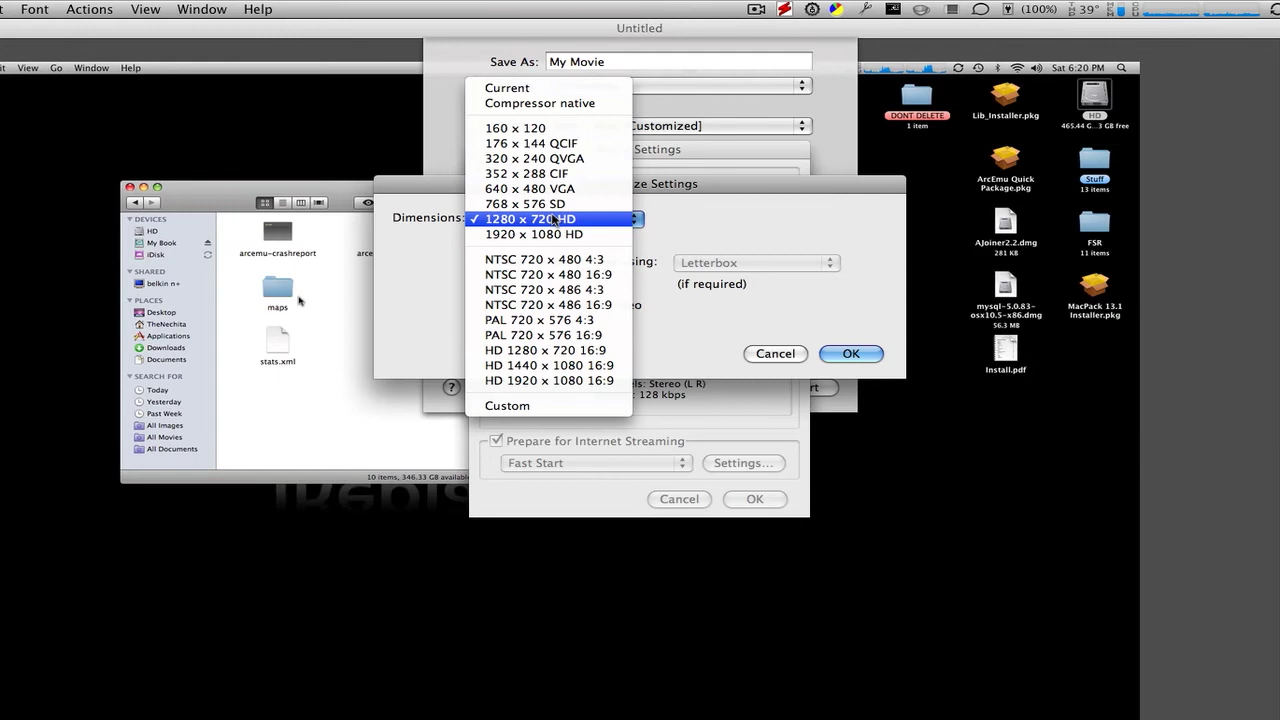 Font Actions View Window Help (100%) 39°
Untitled
Save As: My Movie
View Go Window Help Sat 6:20 PM
Current
Compressor native
160 x 120
176 x 144 QCIF
320 x 240 QVGA
352 x 288 CIF
640 x 480 VGA
768 x 576 SD
✓ 1280 x 720 HD
1920 x 1080 HD
NTSC 720 x 480 4:3
NTSC 720 x 480 16:9
NTSC 720 x 486 4:3
NTSC 720 x 486 16:9
PAL 720 x 576 4:3
PAL 720 x 576 16:9
HD 1280 x 720 16:9
HD 1440 x 1080 16:9
HD 1920 x 1080 16:9
Custom
Customized]
Settings
Settings
Dimensions:
Letterbox
(if required)
Cancel OK
Stereo (L R)
128 kbps
?
Prepare for Internet Streaming
Fast Start Settings...
Cancel OK
DEVICES
HD
My Book
iDisk
SHARED
belkin n+
PLACES
Desktop
TheNechita
Applications
Downloads
Documents
SEARCH FOR
Today
Yesterday
Past Week
All Images
All Movies
All Documents
arcemu-crashreport
maps
stats.xml
10 items, 346.33 GB available
DONT DELETE
1 item
Lib_Installer.pkg
HD
465.44 G...3 GB free
ArcEmu Quick
Package.pkg
Stuff
13 items
AJoiner2.2.dmg
281 KB
FSR
11 items
mysql-5.0.83-
osx10.5-x86.dmg
56.3 MB
MacPack 13.1
Installer.pkg
Install.pdf